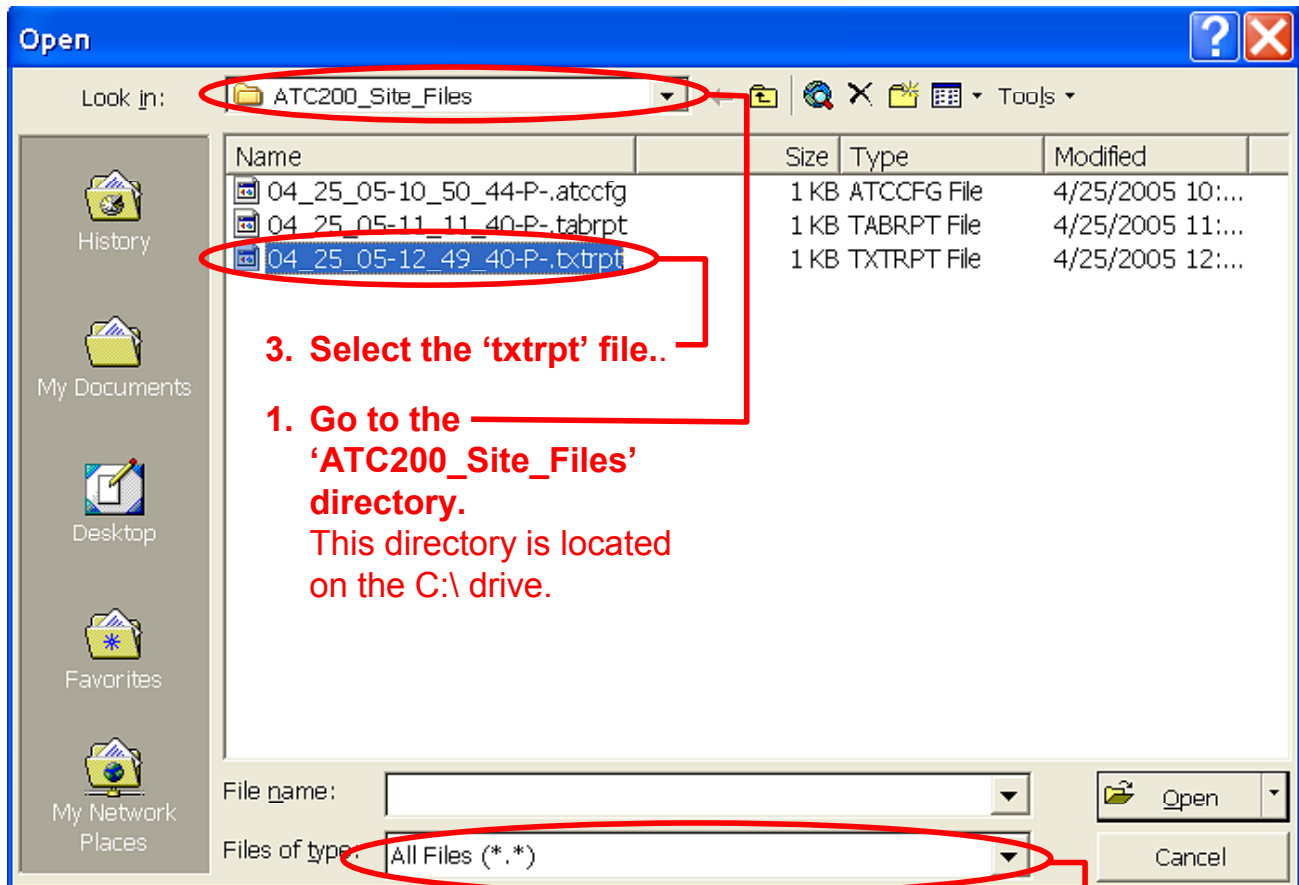 Open
Look in:
ATC200_Site_Files
Tools
Name Size Type Modified
04_25_05-10_50_44-P-.atccfg 1 KB ATCCFG File 4/25/2005 10:...
04_25_05-11_11_40-P-.tabrpt 1 KB TABRPT File 4/25/2005 11:...
04_25_05-12_49_40-P-.txtrpt 1 KB TXTRPT File 4/25/2005 12:...
History
My Documents
Desktop
Favorites
My Network
Places
3. Select the ‘txtrpt’ file..
1. Go to the
‘ATC200_Site_Files’
directory.
This directory is located
on the C:\ drive.
File name:
Open
Files of type:
All Files (*.*)
Cancel